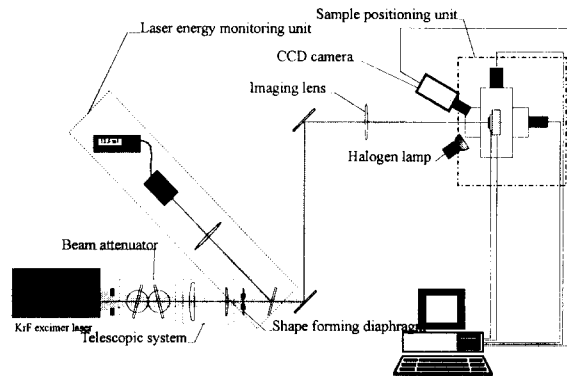 Sample positioning unit
Laser energy monitoring unit
CCD camera
Imaging lens
Halogen lamp
Beam attenuator
KrF excimer laser
Telescopic system
Shape forming diaphragm